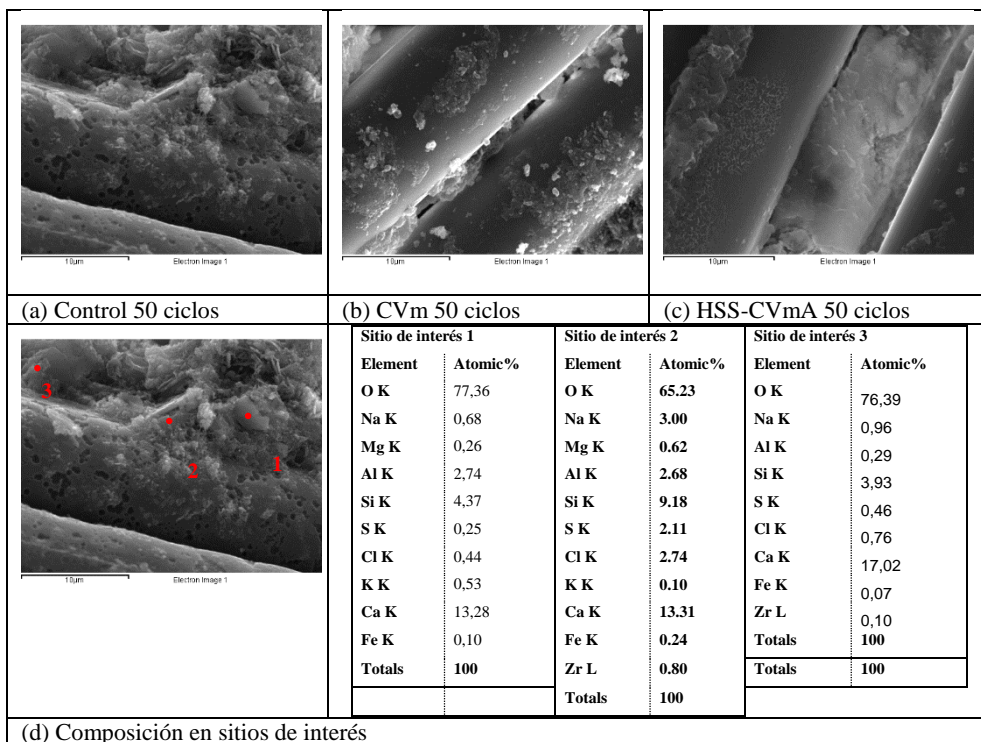 10µm Electron Image 1
10µm Electron Image 1
10µm Electron Image 1
(a) Control 50 ciclos
(b) CVm 50 ciclos
(c) HSS-CVmA 50 ciclos
3
2
1
10µm Electron Image 1
Sitio de interés 1
Element Atomic%
O K 77,36
Na K 0,68
Mg K 0,26
Al K 2,74
Si K 4,37
S K 0,25
Cl K 0,44
K K 0,53
Ca K 13,28
Fe K 0,10
Totals 100
Sitio de interés 2
Element Atomic%
O K 65.23
Na K 3.00
Mg K 0.62
Al K 2.68
Si K 9.18
S K 2.11
Cl K 2.74
K K 0.10
Ca K 13.31
Fe K 0.24
Zr L 0.80
Totals 100
Sitio de interés 3
Element Atomic%
O K 76,39
Na K 0,96
Al K 0,29
Si K 3,93
S K 0,46
Cl K 0,76
Ca K 17,02
Fe K 0,07
Zr L 0,10
Totals 100
Totals 100
(d) Composición en sitios de interés